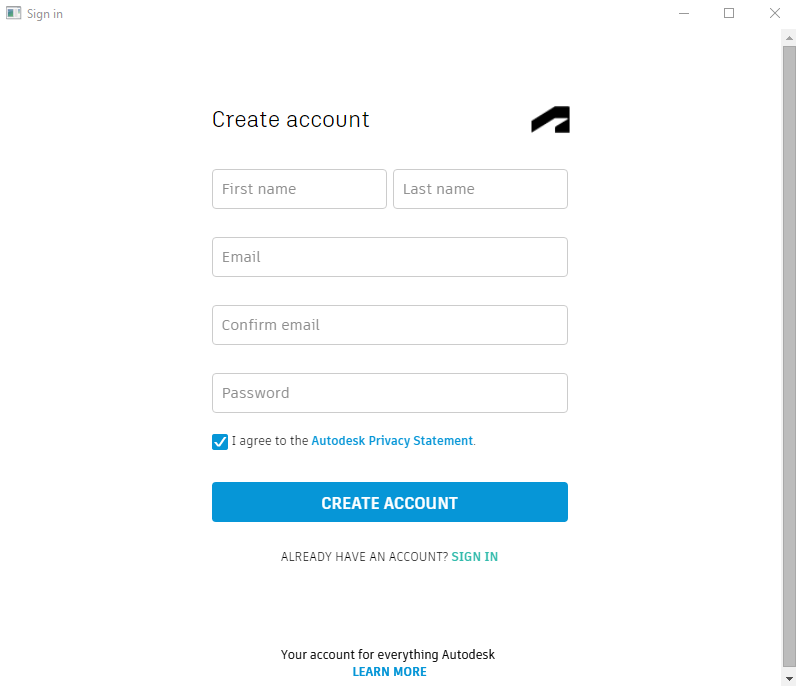 Sign in
Create account
First name
Last name
Email
Confirm email
Password
I agree to the Autodesk Privacy Statement.
CREATE ACCOUNT
ALREADY HAVE AN ACCOUNT? SIGN IN
Your account for everything Autodesk
LEARN MORE